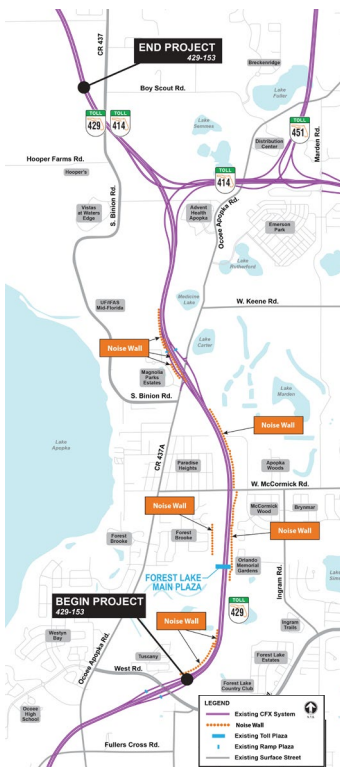 CR 437
END PROJECT
429-153
Breckenridge
Lake
Fuller
Boy Scout Rd.
TOLL
429
TOLL
414
Lake
Semmes
Distribution
Center
TOLL
451
Marden Rd.
Hooper Farms Rd.
Hooper's
TOLL
414
S. Binion Rd.
Vistas
at Waters
Edge
Advent
Health
Apopka
Ocoee Apopka Rd.
Emerson
Park
Lake
Rutherford
Medicine
Lake
UF/IFAS
Mid-Florida
W. Keene Rd.
Lake
Carter
Noise Wall
Magnolia
Parks
Estates
Lake
Marden
S. Binion Rd.
Noise Wall
Lake
Apopka
CR 437A
Paradise
Heights
Apopka
Woods
W. McCormick Rd.
Noise Wall
McCormick
Wood
Brynmar
Forest
Brooke
Forest
Brooke
Noise Wall
Orlando
Memorial
Gardens
FOREST LAKE
MAIN PLAZA
Ingram Rd.
BEGIN PROJECT
429-153
TOLL
429
Noise Wall
Ingram
Trails
Westyn
Bay
Ocoee Apopka Rd.
Tuscany
Forest Lake
Estates
West Rd.
Forest Lake
Country Club
Ocoee
High
School
Fullers Cross Rd.
LEGEND
Existing CFX System
Noise Wall
Existing Toll Plaza
Existing Ramp Plaza
Existing Surface Street